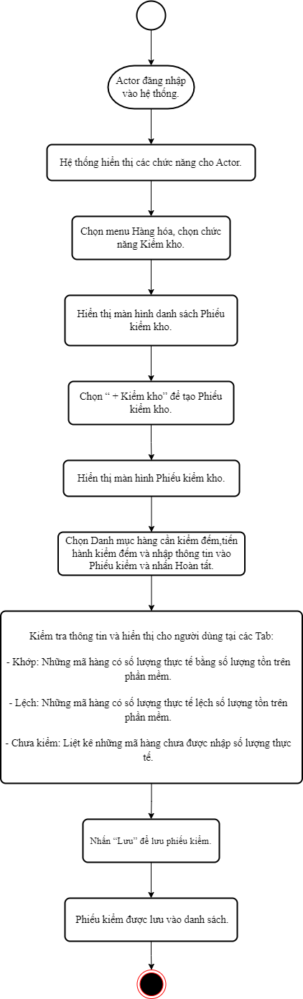 Actor đăng nhập
vào hệ thống.
Hệ thống hiển thị các chức năng cho Actor.
Chọn menu Hàng hóa, chọn chức
năng Kiểm kho.
Hiển thị màn hình danh sách Phiếu
kiểm kho.
Chọn “ + Kiểm kho” để tạo Phiếu
kiểm kho.
Hiển thị màn hình Phiếu kiểm kho.
Chọn Danh mục hàng cần kiểm đếm,tiến
hành kiểm đếm và nhập thông tin vào
Phiếu kiểm và nhấn Hoàn tất.
Kiểm tra thông tin và hiển thị cho người dùng tại các Tab:
- Khớp: Những mã hàng có số lượng thực tế bằng số lượng tồn trên
phần mềm.
- Lệch: Những mã hàng có số lượng thực tế lệch số lượng tồn trên
phần mềm.
- Chưa kiểm: Liệt kê những mã hàng chưa được nhập số lượng thực
tế.
Nhấn “Lưu” để lưu phiếu kiểm.
Phiếu kiểm được lưu vào danh sách.